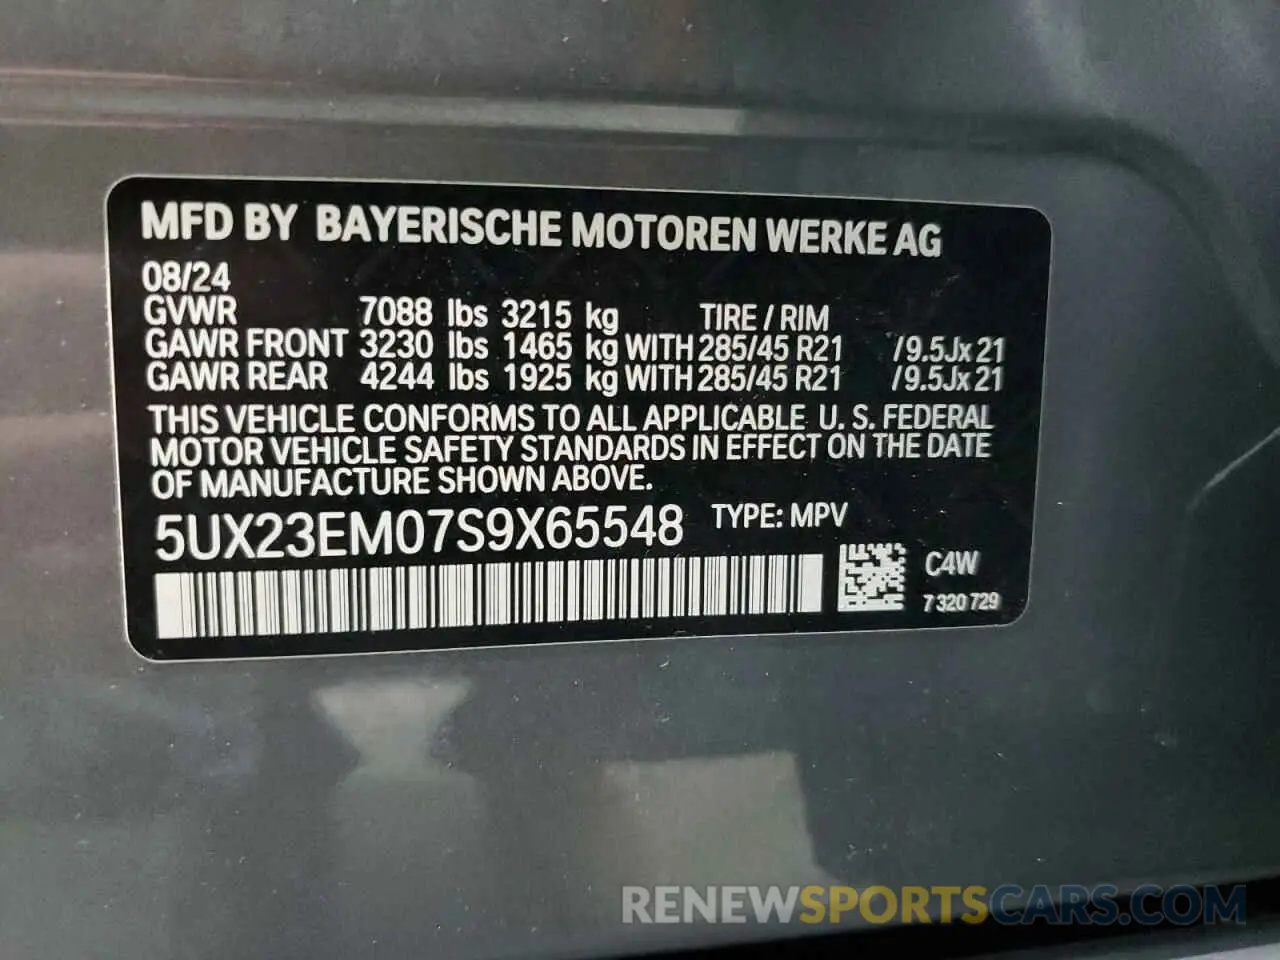 MFD BY BAYERISCHE MOTOREN WERKE AG
08/24
GVWR 7088 lbs 3215 kg TIRE / RIM
GAWR FRONT 3230 lbs 1465 kg WITH 285/45 R21 /9.5Jx21
GAWR REAR 4244 lbs 1925 kg WITH 285/45 R21 /9.5Jx21
THIS VEHICLE CONFORMS TO ALL APPLICABLE U. S. FEDERAL
MOTOR VEHICLE SAFETY STANDARDS IN EFFECT ON THE DATE
OF MANUFACTURE SHOWN ABOVE.
5UX23EM07S9X65548 TYPE: MPV
C4W
7 320 729
RENEWSPORTSCARS.COM